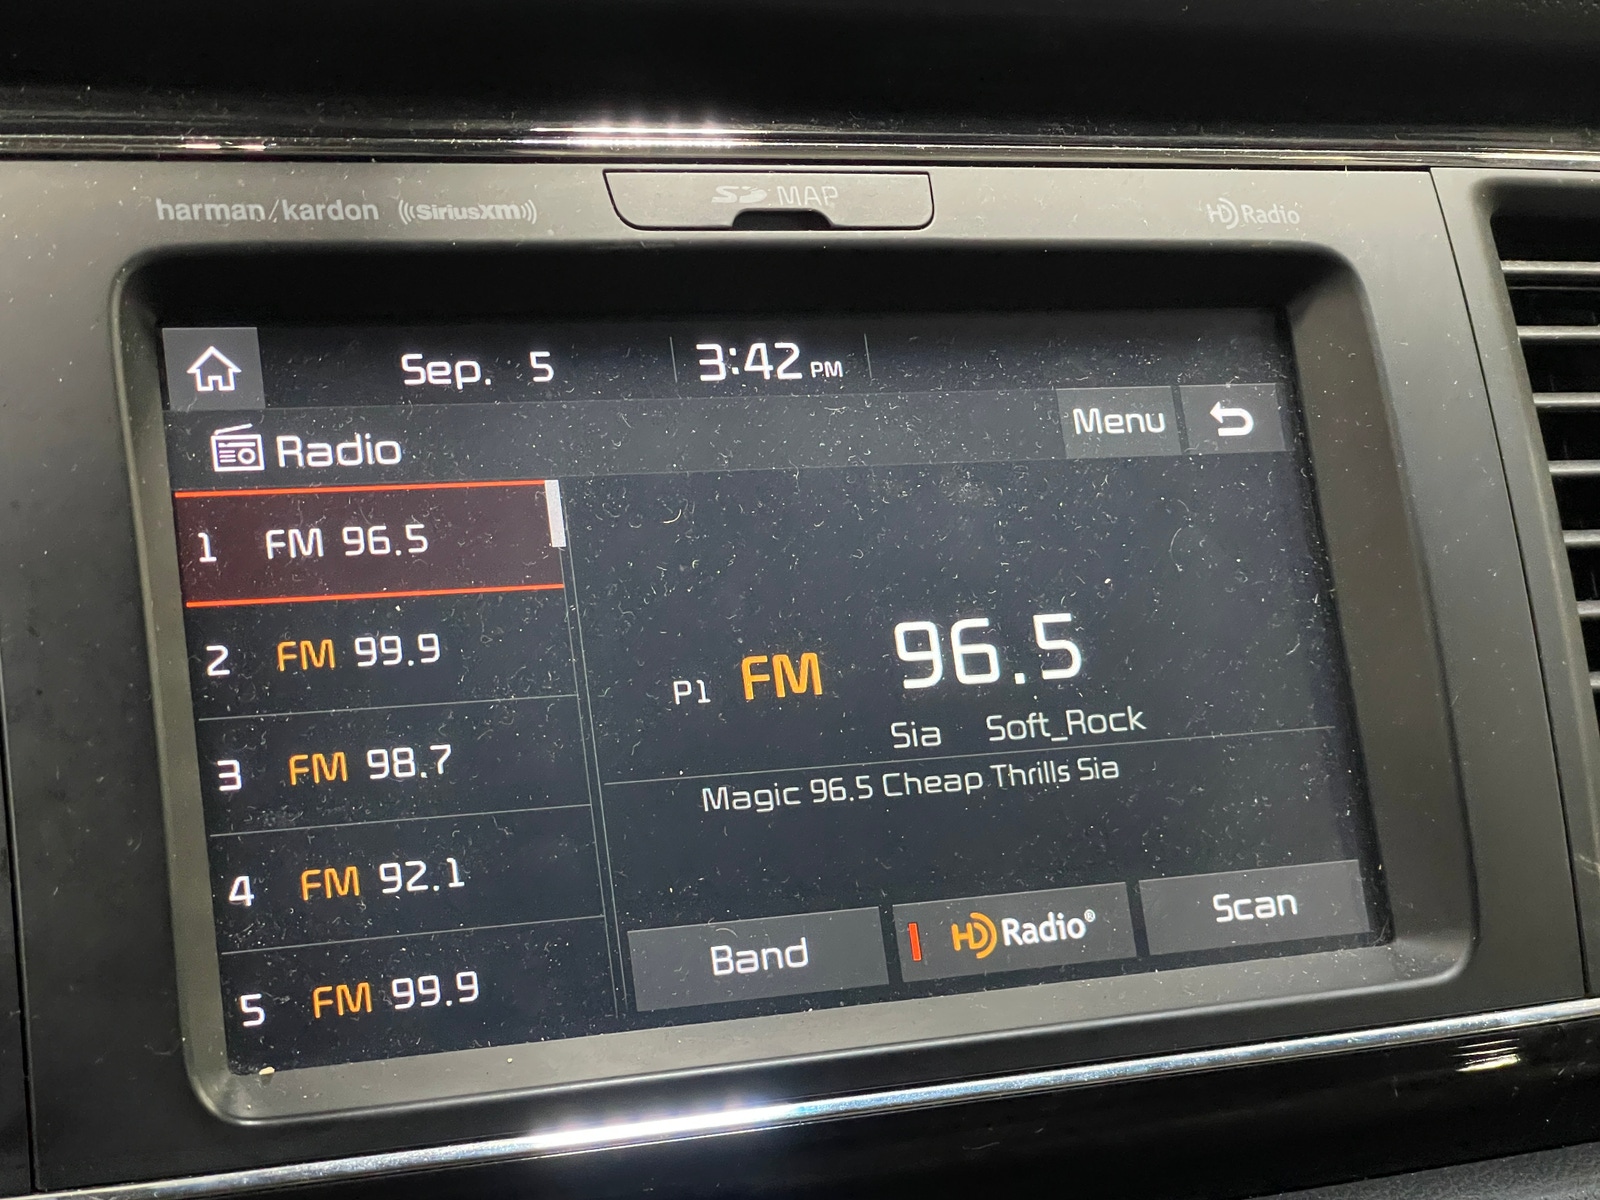 harman/kardon ((SiriusXM)) SD MAP HD Radio
Sep. 5 3:42 PM
Radio Menu
1 FM 96.5
2 FM 99.9
3 FM 98.7
4 FM 92.1
5 FM 99.9
P1 FM 96.5
Sia Soft_Rock
Magic 96.5 Cheap Thrills Sia
Band HD Radio® Scan